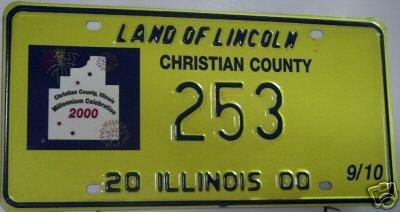 LAND OF LINCOLN
CHRISTIAN COUNTY
Christian County, Illinois
Millennium Celebration
2000
253
20 ILLINOIS 00
9/10